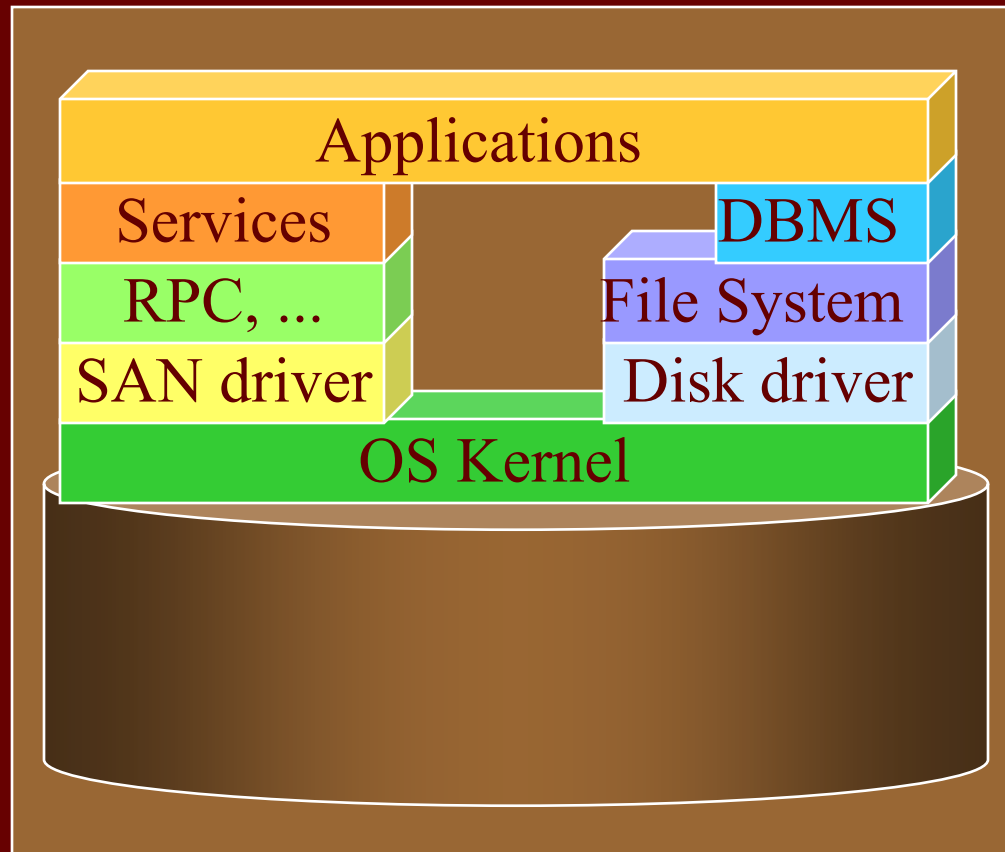 Applications
Services
DBMS
RPC, ...
File System
SAN driver
Disk driver
OS Kernel